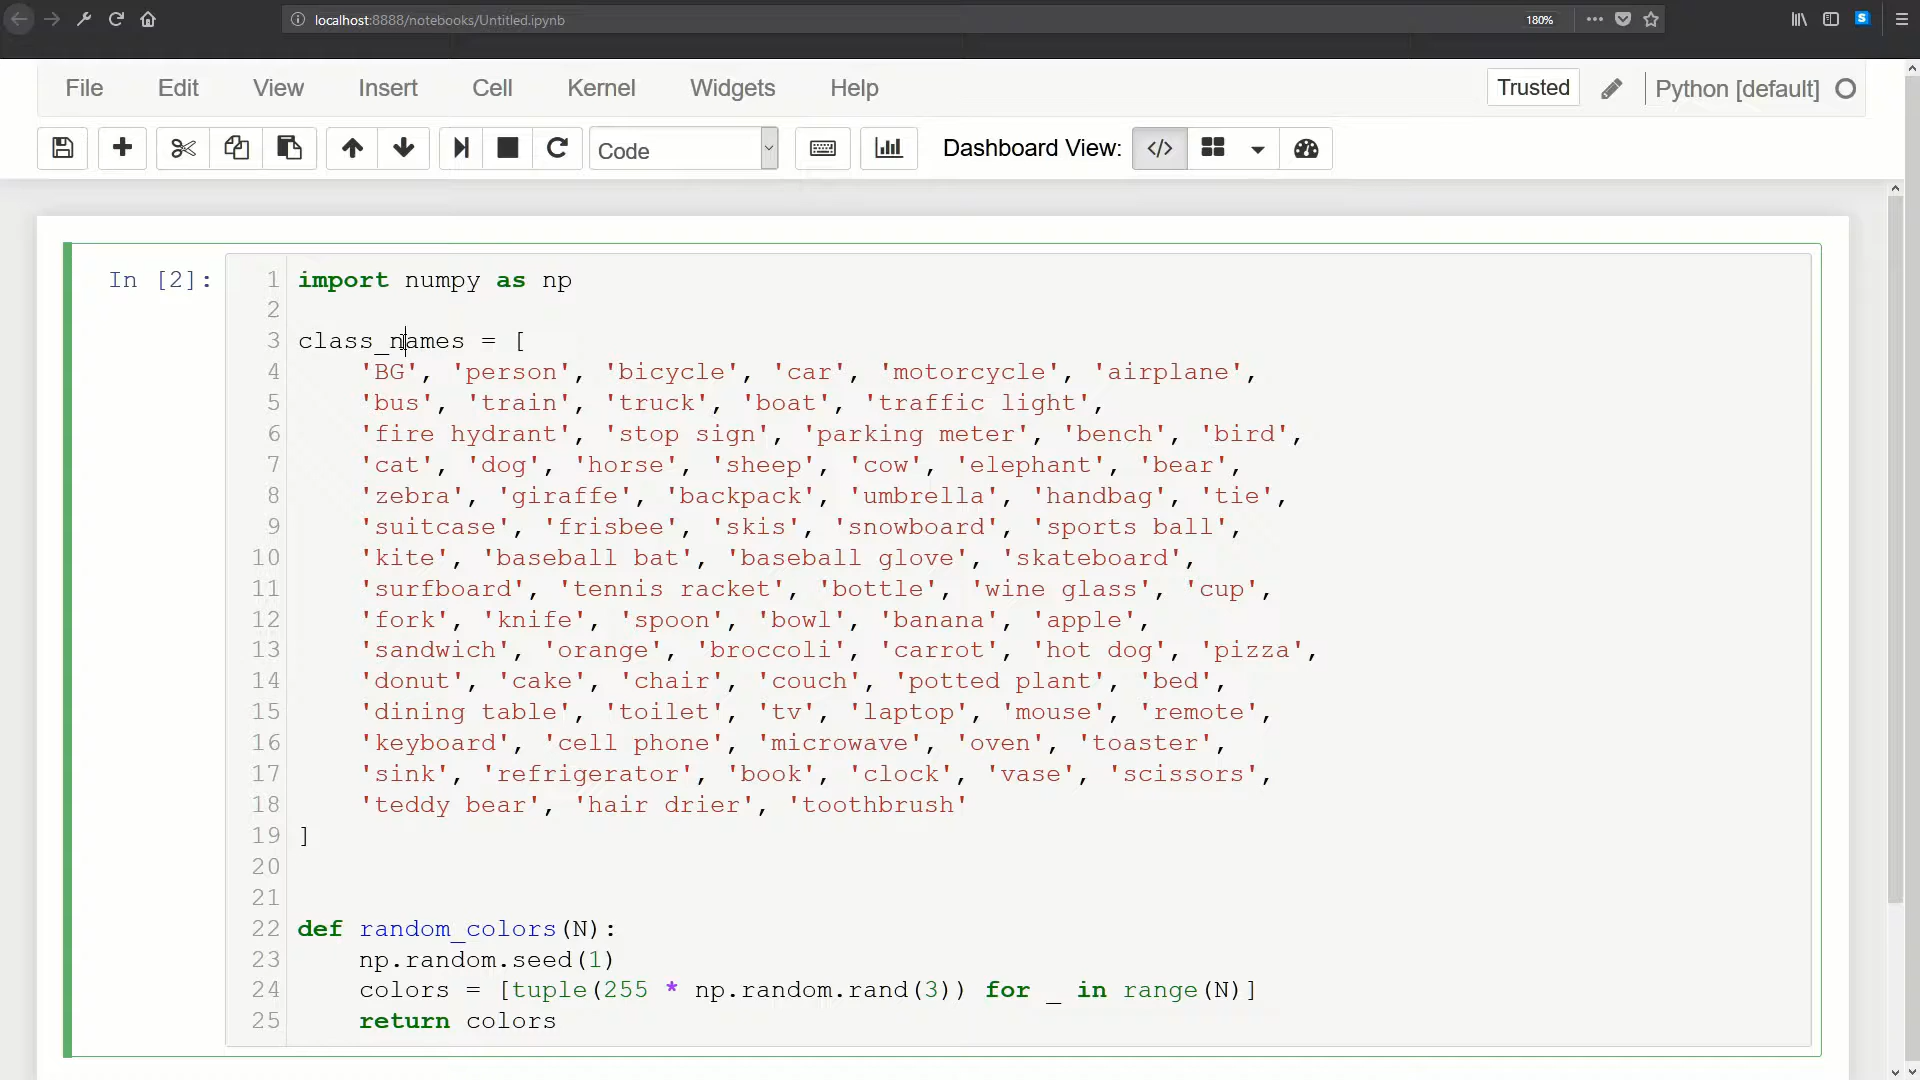 localhost:8888/notebooks/Untitled.ipynb 180%
File Edit View Insert Cell Kernel Widgets Help Trusted Python [default]
Code Dashboard View: </>
In [2]:
1 import numpy as np
2
3 class_names = [
4 'BG', 'person', 'bicycle', 'car', 'motorcycle', 'airplane',
5 'bus', 'train', 'truck', 'boat', 'traffic light',
6 'fire hydrant', 'stop sign', 'parking meter', 'bench', 'bird',
7 'cat', 'dog', 'horse', 'sheep', 'cow', 'elephant', 'bear',
8 'zebra', 'giraffe', 'backpack', 'umbrella', 'handbag', 'tie',
9 'suitcase', 'frisbee', 'skis', 'snowboard', 'sports ball',
10 'kite', 'baseball bat', 'baseball glove', 'skateboard',
11 'surfboard', 'tennis racket', 'bottle', 'wine glass', 'cup',
12 'fork', 'knife', 'spoon', 'bowl', 'banana', 'apple',
13 'sandwich', 'orange', 'broccoli', 'carrot', 'hot dog', 'pizza',
14 'donut', 'cake', 'chair', 'couch', 'potted plant', 'bed',
15 'dining table', 'toilet', 'tv', 'laptop', 'mouse', 'remote',
16 'keyboard', 'cell phone', 'microwave', 'oven', 'toaster',
17 'sink', 'refrigerator', 'book', 'clock', 'vase', 'scissors',
18 'teddy bear', 'hair drier', 'toothbrush'
19 ]
20
21
22 def random_colors(N):
23 np.random.seed(1)
24 colors = [tuple(255 * np.random.rand(3)) for _ in range(N)]
25 return colors